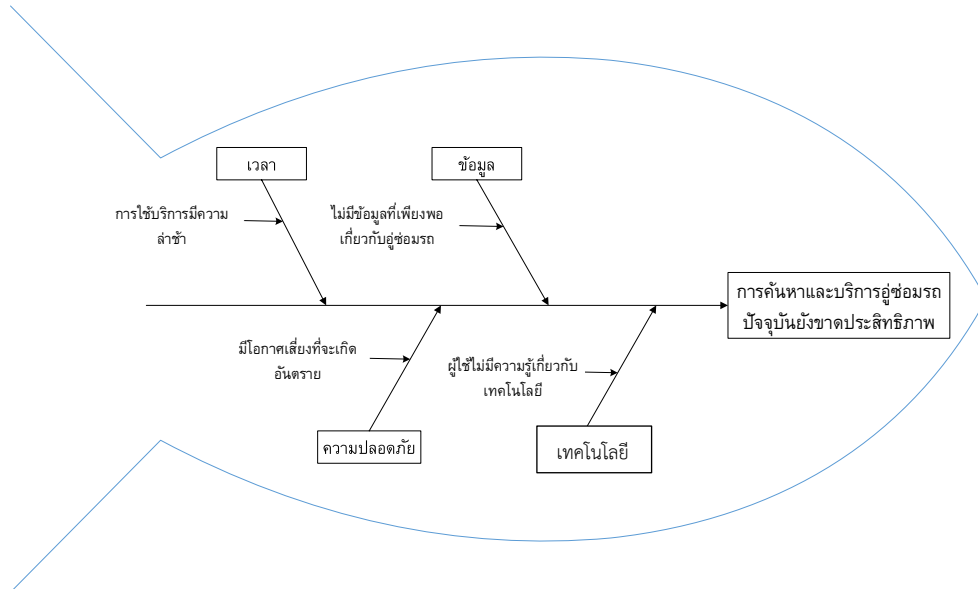 เวลา
ข้อมูล
การใช้บริการมีความ
ล่าช้า
ไม่มีข้อมูลที่เพียงพอ
เกี่ยวกับอู่ซ่อมรถ
การค้นหาและบริการอู่ซ่อมรถ
ปัจจุบันยังขาดประสิทธิภาพ
มีโอกาศเสี่ยงที่จะเกิด
อันตราย
ผู้ใช้ไม่มีความรู้เกี่ยวกับ
เทคโนโลยี
ความปลอดภัย
เทคโนโลยี